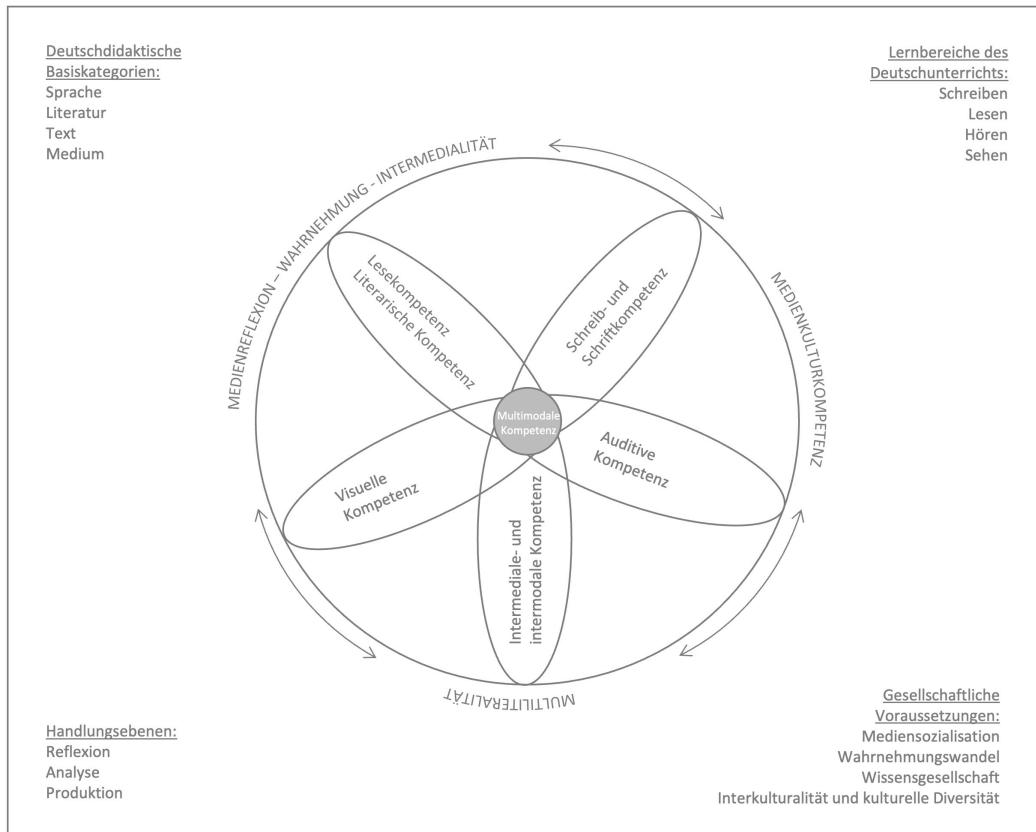 Deutschdidaktische
Basiskategorien:
Sprache
Literatur
Text
Medium
Lernbereiche des
Deutschunterrichts:
Schreiben
Lesen
Hören
Sehen
MEDIENREFLEXION – WAHRNEHMUNG - INTERMEDIALITÄT
MEDIENKULTURKOMPETENZ
MULTILITERALITÄT
Lesekompetenz
Literarische Kompetenz
Schreib- und
Schriftkompetenz
Multimodale
Kompetenz
Auditive
Kompetenz
Visuelle
Kompetenz
Intermediale- und
intermodale Kompetenz
Handlungsebenen:
Reflexion
Analyse
Produktion
Gesellschaftliche
Voraussetzungen:
Mediensozialisation
Wahrnehmungswandel
Wissensgesellschaft
Interkulturalität und kulturelle Diversität